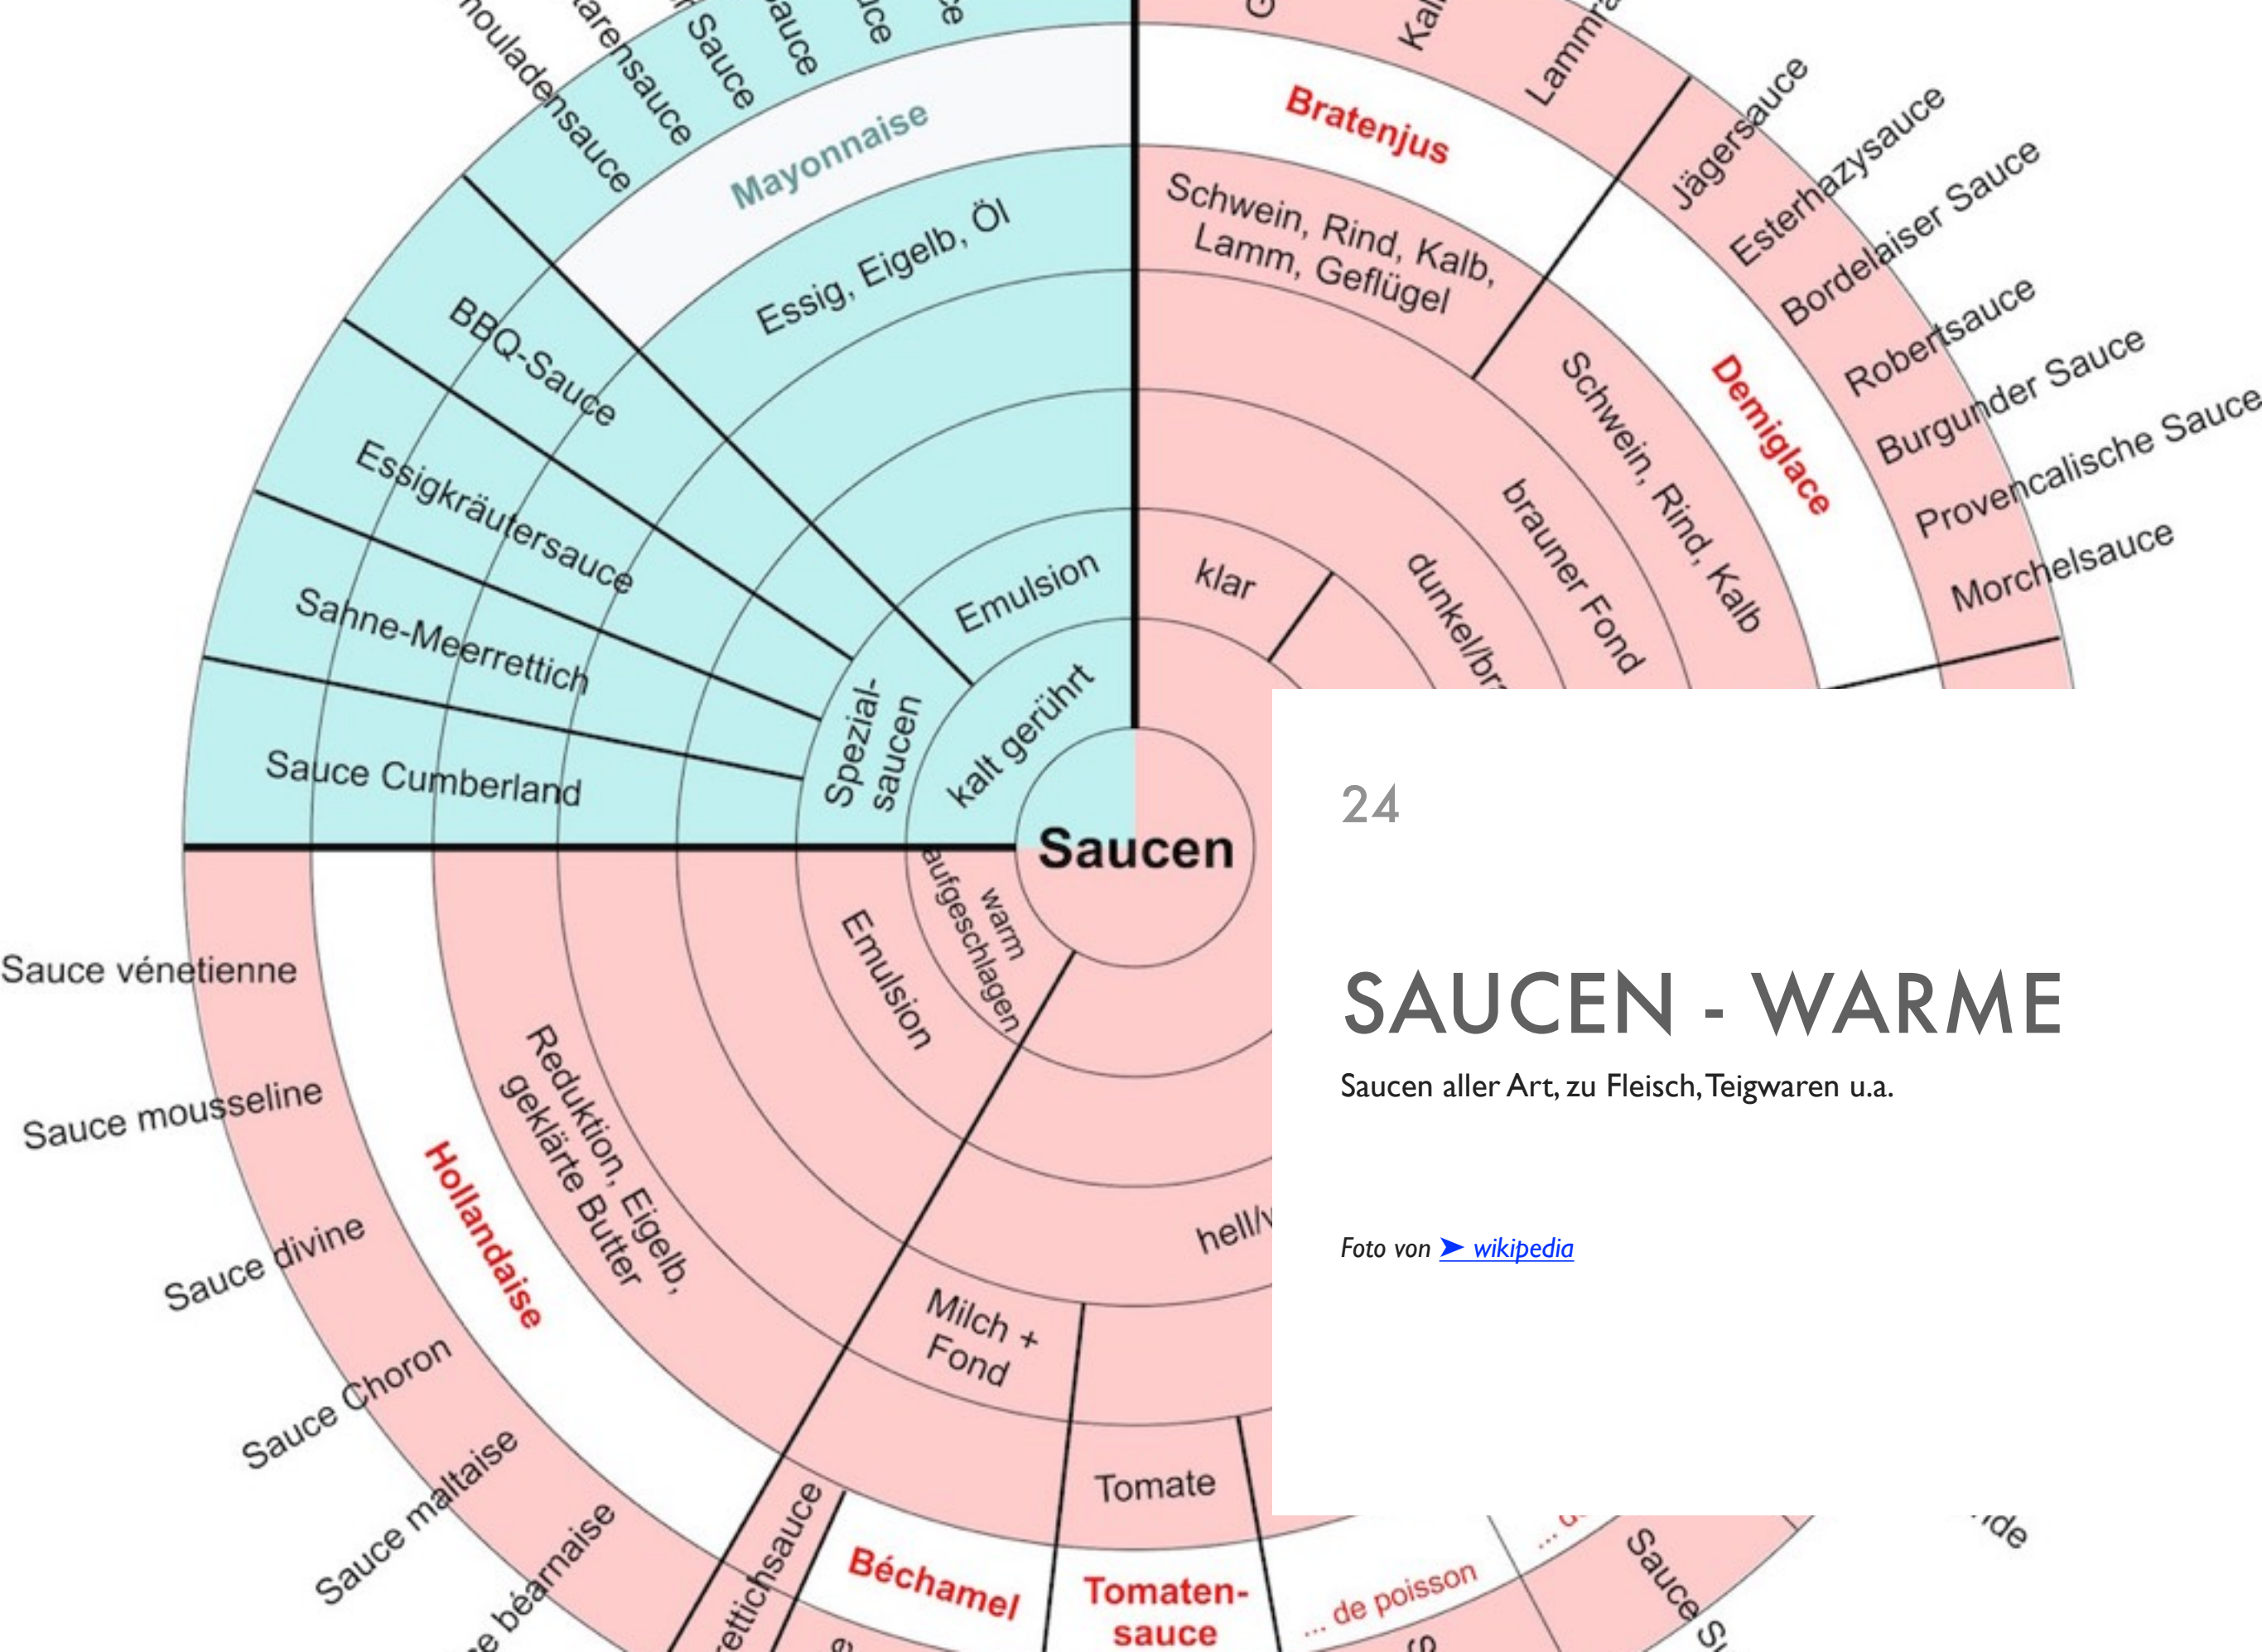 Sauce
Sauce
Mayonnaise
Essig, Eigelb, Öl
Emulsion
kalt gerührt
Spezial-
saucen
BBQ-Sauce
Essigkräutersauce
Sahne-Meerrettich
Sauce Cumberland
Bratenjus
Schwein, Rind, Kalb,
Lamm, Geflügel
klar
Jägersauce
Esterhazysauce
Bordelaiser Sauce
Robertsauce
Burgunder Sauce
Provencalische Sauce
Morchelsauce
Demiglace
Schwein, Rind, Kalb
brauner Fond
Saucen
warm
aufgeschlagen
Emulsion
Reduktion, Eigelb,
geklärte Butter
Hollandaise
Sauce vénetienne
Sauce mousseline
Sauce divine
Sauce Choron
Sauce maltaise
béarnaise
Milch +
Fond
Tomate
Béchamel
Tomaten-
sauce
... de poisson
Sauce
24
SAUCEN - WARME
Saucen aller Art, zu Fleisch, Teigwaren u.a.
Foto von ➤ wikipedia